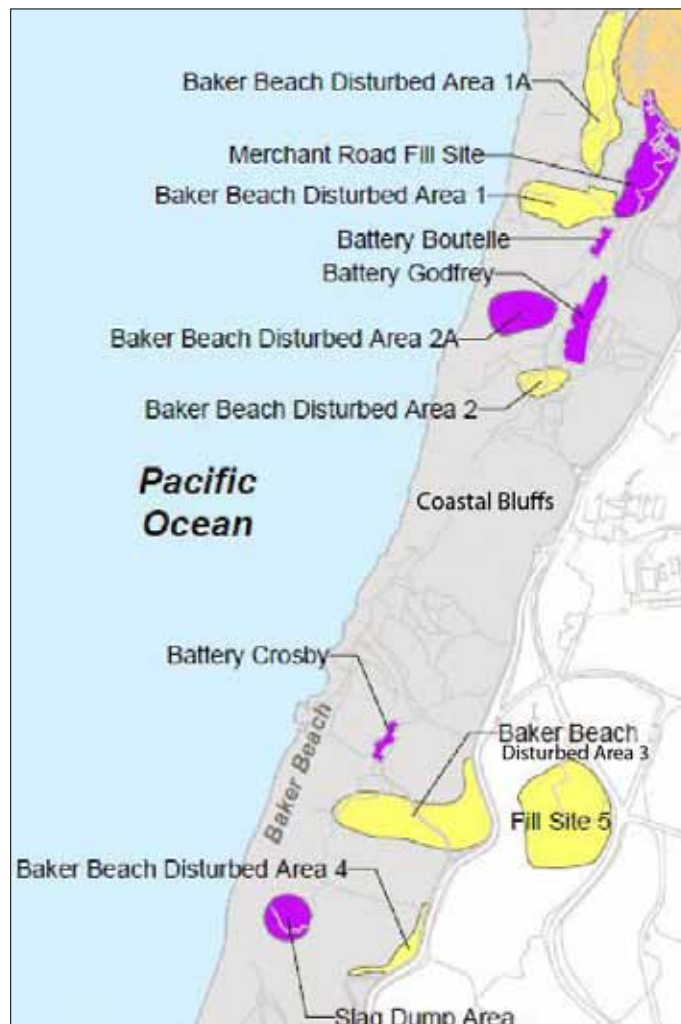 Baker Beach Disturbed Area 1A
Merchant Road Fill Site
Baker Beach Disturbed Area 1
Battery Boutelle
Battery Godfrey
Baker Beach Disturbed Area 2A
Baker Beach Disturbed Area 2
Pacific
Ocean
Coastal Bluffs
Battery Crosby
Baker Beach
Baker Beach
Disturbed Area 3
Fill Site 5
Baker Beach Disturbed Area 4
Slag Dump Area